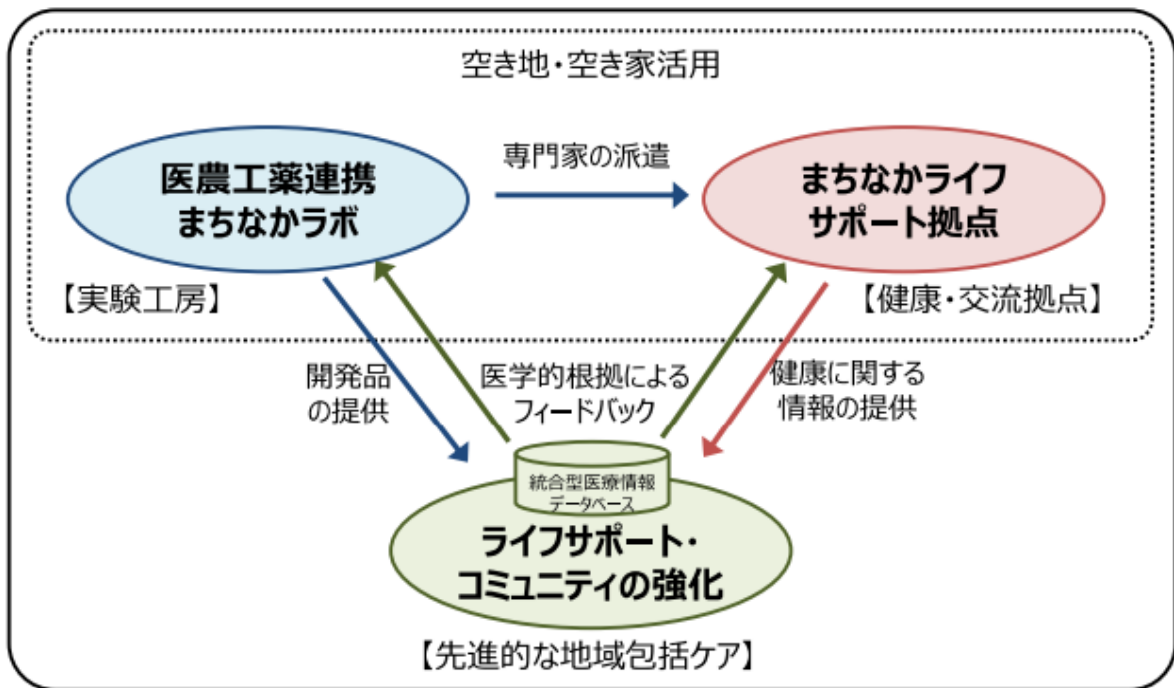 空き地・空き家活用
医農工薬連携
まちなかラボ
専門家の派遣
まちなかライフ
サポート拠点
【実験工房】
【健康・交流拠点】
開発品
の提供
医学的根拠による
フィードバック
健康に関する
情報の提供
統合型医療情報
データベース
ライフサポート・
コミュニティの強化
【先進的な地域包括ケア】